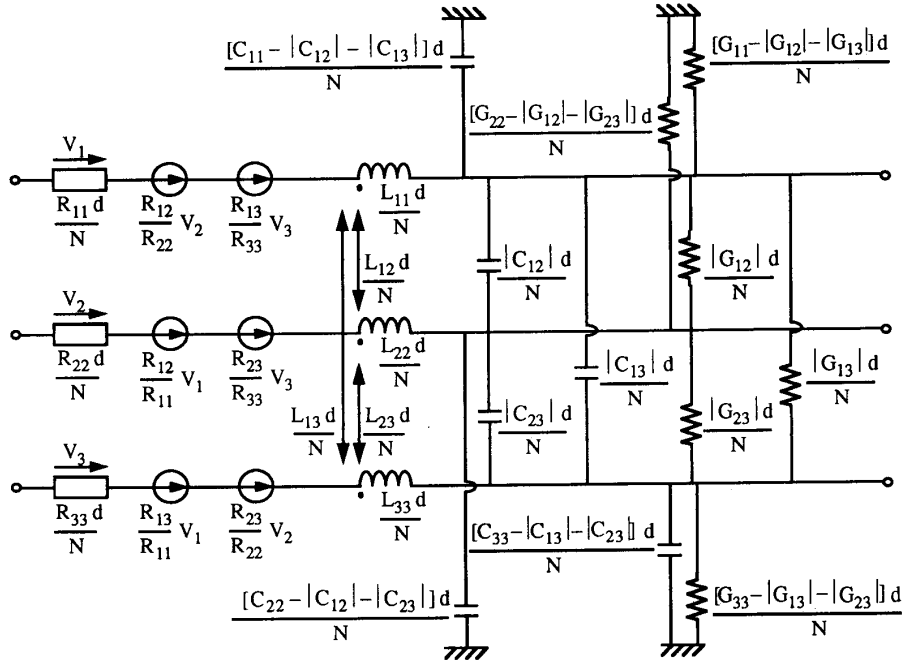 [C₁₁ – |C₁₂| – |C₁₃| ] d
N
[G₁₁–|G₁₂|–|G₁₃|] d
N
[G₂₂–|G₁₂|–|G₂₃|] d
N
V₁
R₁₁ d
N
R₁₂
R₂₂
V₂
R₁₃
R₃₃
V₃
L₁₁ d
N
L₁₂ d
N
|C₁₂| d
N
|G₁₂| d
N
V₂
R₂₂ d
N
R₁₂
R₁₁
V₁
R₂₃
R₃₃
V₃
L₂₂ d
N
|C₁₃| d
N
|G₁₃| d
N
L₁₃ d
N
L₂₃ d
N
|C₂₃| d
N
|G₂₃| d
N
V₃
R₃₃ d
N
R₁₃
R₁₁
V₁
R₂₃
R₂₂
V₂
L₃₃ d
N
[C₃₃ – |C₁₃| – |C₂₃| ] d
N
[C₂₂ – |C₁₂| – |C₂₃| ] d
N
[G₃₃–|G₁₃|–|G₂₃|] d
N